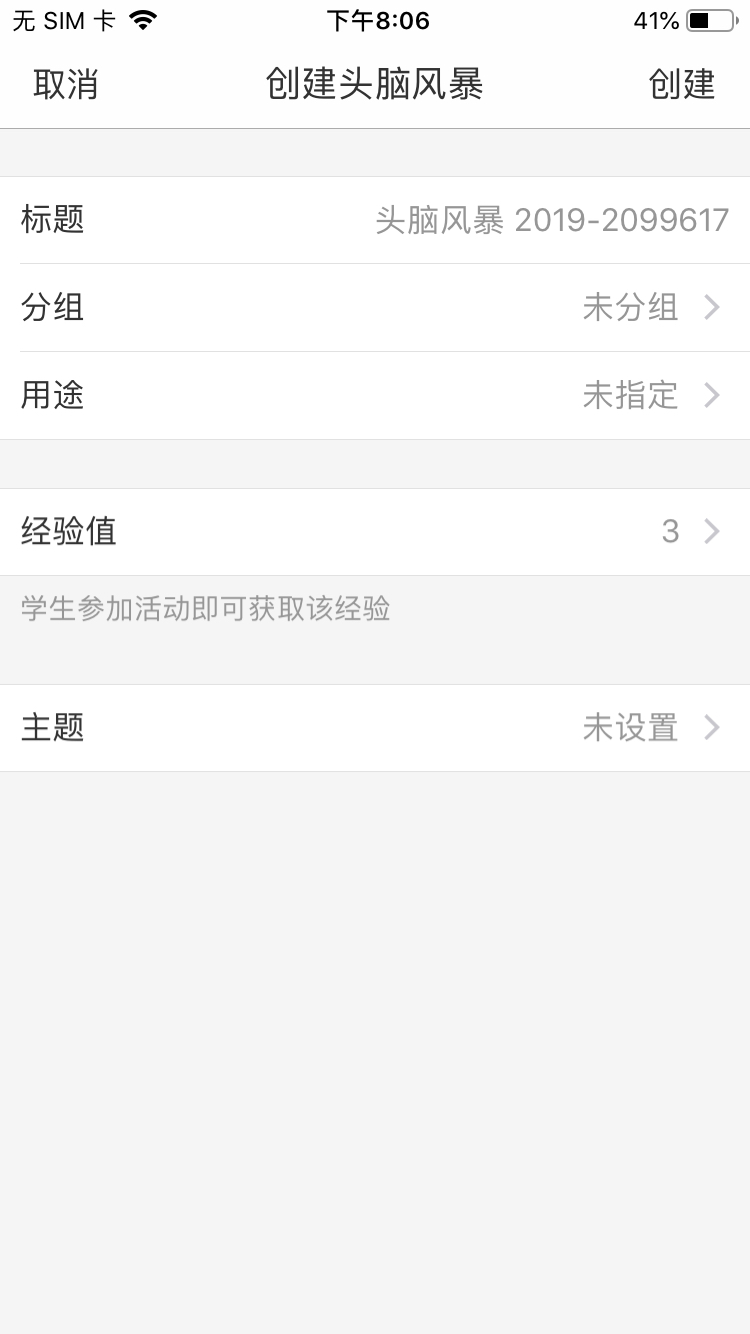 无 SIM 卡 下午8:06 41%
取消 创建头脑风暴 创建
标题 头脑风暴 2019-2099617
分组 未分组
用途 未指定
经验值 3
学生参加活动即可获取该经验
主题 未设置